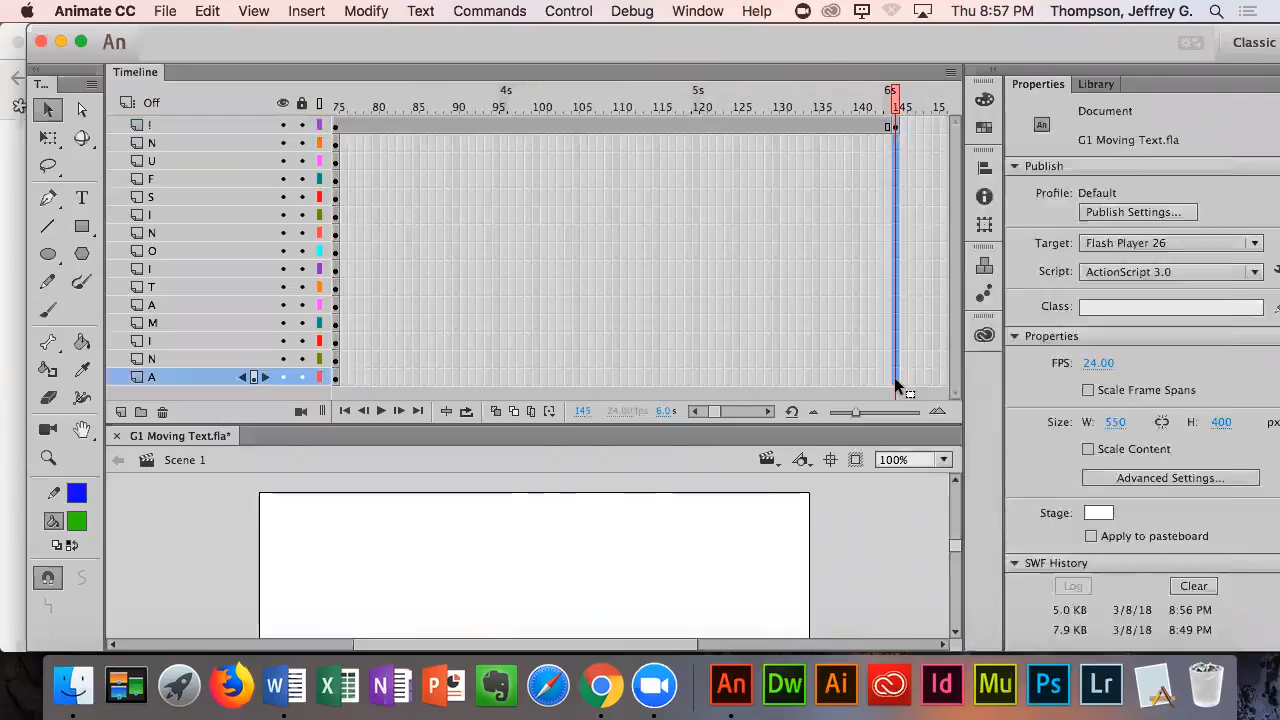 Animate CC File Edit View Insert Modify Text Commands Control Debug Window Help Thu 8:57 PM Thompson, Jeffrey G.
An Classic
T... Timeline Properties Library
Off 4s 5s 6s
75 80 85 90 95 100 105 110 115 120 125 130 135 140 145 15
!
N
U
F
S
I
N
O
I
T
A
M
I
N
A
145 24.00fps 6.0s
G1 Moving Text.fla*
Scene 1 100%
Document
An G1 Moving Text.fla
Publish
Profile: Default
Publish Settings...
Target: Flash Player 26
Script: ActionScript 3.0
Class:
Properties
FPS: 24.00
Scale Frame Spans
Size: W: 550 H: 400 px
Scale Content
Advanced Settings...
Stage:
Apply to pasteboard
SWF History
Log Clear
5.0 KB 3/8/18 8:56 PM
7.9 KB 3/8/18 8:49 PM
W X N P An Dw Ai Id Mu Ps Lr